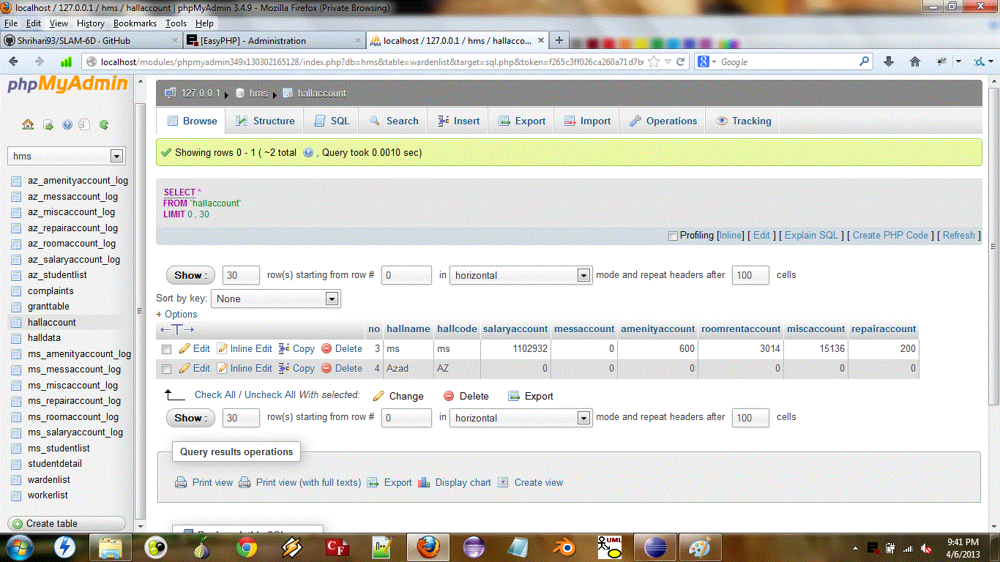 localhost / 127.0.0.1 / hms / hallaccount | phpMyAdmin 3.4.9 - Mozilla Firefox (Private Browsing)
File Edit View History Bookmarks Tools Help
Shrihari93/SLAM-6D · GitHub
[EasyPHP] - Administration
localhost / 127.0.0.1 / hms / hallacco...
localhost/modules/phpmyadmin349x130302165128/index.php?db=hms&table=wardenlist&target=sql.php&token=f265c3ff026ca260a71d7b
Google
phpMyAdmin
hms
az_amenityaccount_log
az_messaccount_log
az_miscaccount_log
az_repairaccount_log
az_roomaccount_log
az_salaryaccount_log
az_studentlist
complaints
granttable
hallaccount
halldata
ms_amenityaccount_log
ms_messaccount_log
ms_miscaccount_log
ms_repairaccount_log
ms_roomaccount_log
ms_salaryaccount_log
ms_studentlist
studentdetail
wardenlist
workerlist
Create table
127.0.0.1 hms hallaccount
Browse Structure SQL Search Insert Export Import Operations Tracking
Showing rows 0 - 1 ( ~2 total , Query took 0.0010 sec)
SELECT *
FROM `hallaccount`
LIMIT 0 , 30
Profiling [Inline] [ Edit ] [ Explain SQL ] [ Create PHP Code ] [ Refresh ]
Show : 30 row(s) starting from row # 0 in horizontal mode and repeat headers after 100 cells
Sort by key: None
+ Options
no hallname hallcode salaryaccount messaccount amenityaccount roomrentaccount miscaccount repairaccount
Edit Inline Edit Copy Delete 3 ms ms 1102932 0 600 3014 15136 200
Edit Inline Edit Copy Delete 4 Azad AZ 0 0 0 0 0 0
Check All / Uncheck All With selected: Change Delete Export
Show : 30 row(s) starting from row # 0 in horizontal mode and repeat headers after 100 cells
Query results operations
Print view Print view (with full texts) Export Display chart Create view
CF
UML
9:41 PM
4/6/2013